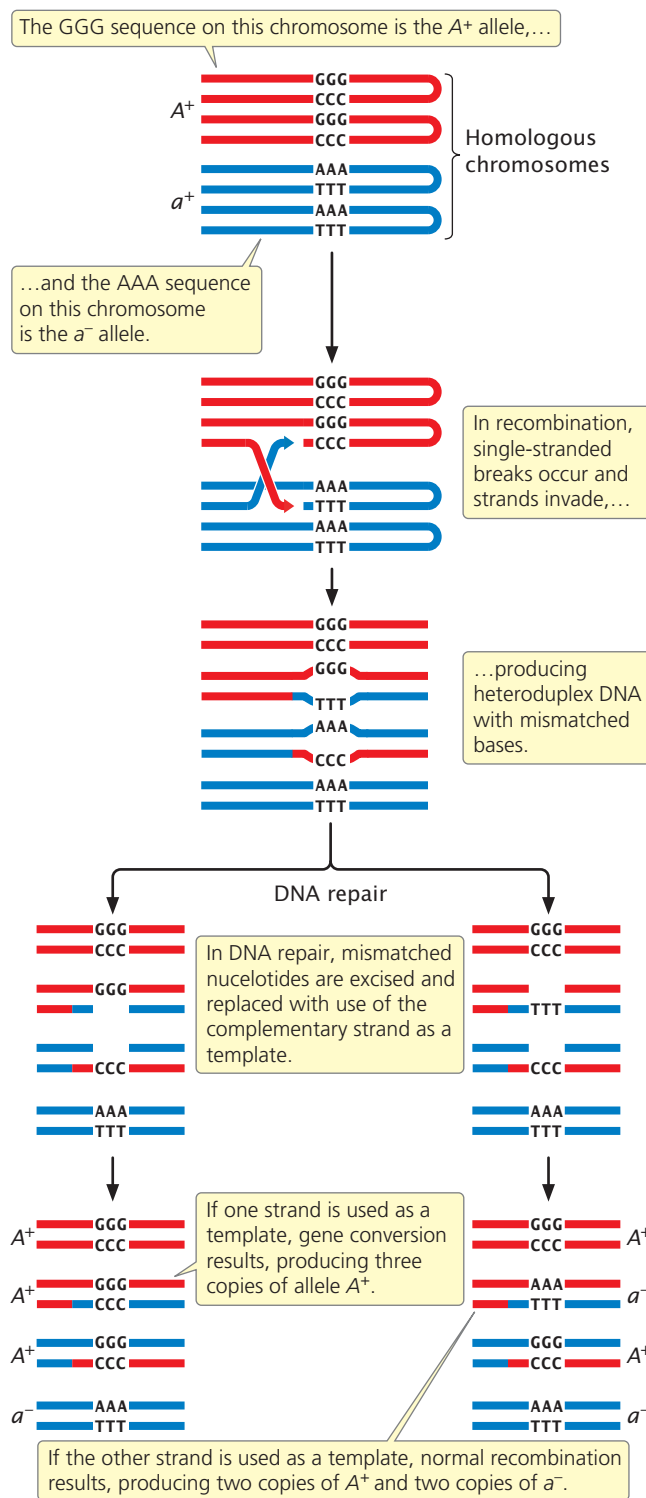 The GGG sequence on this chromosome is the A+ allele,…
GGG
CCC
A+
GGG
CCC
Homologous
chromosomes
AAA
TTT
a+
AAA
TTT
…and the AAA sequence
on this chromosome
is the a– allele.
GGG
CCC
GGG
CCC
AAA
TTT
AAA
TTT
In recombination,
single-stranded
breaks occur and
strands invade,…
GGG
CCC
GGG
TTT
AAA
CCC
AAA
TTT
…producing
heteroduplex DNA
with mismatched
bases.
DNA repair
GGG
CCC
GGG
CCC
AAA
TTT
In DNA repair, mismatched
nucelotides are excised and
replaced with use of the
complementary strand as a
template.
GGG
CCC
TTT
CCC
AAA
TTT
A+
GGG
CCC
A+
GGG
CCC
A+
GGG
CCC
a–
AAA
TTT
If one strand is used as a
template, gene conversion
results, producing three
copies of allele A+.
GGG
CCC
A+
AAA
TTT
a–
GGG
CCC
A+
AAA
TTT
a–
If the other strand is used as a template, normal recombination
results, producing two copies of A+ and two copies of a–.